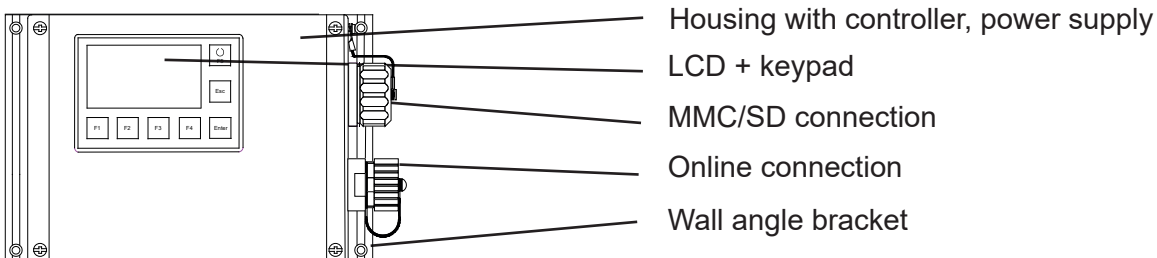 Housing with controller, power supply
LCD + keypad
MMC/SD connection
Online connection
Wall angle bracket
Esc
F1 F2 F3 F4 Enter